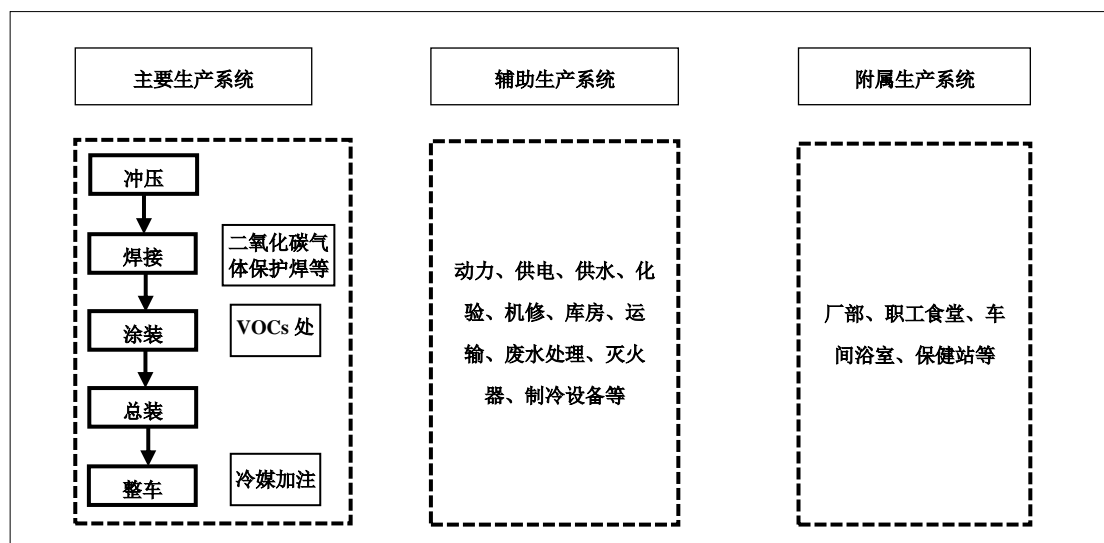 主要生产系统
辅助生产系统
附属生产系统
冲压
焊接
二氧化碳气
体保护焊等
涂装
VOCs 处
总装
整车
冷媒加注
动力、供电、供水、化
验、机修、库房、运
输、废水处理、灭火
器、制冷设备等
厂部、职工食堂、车
间浴室、保健站等